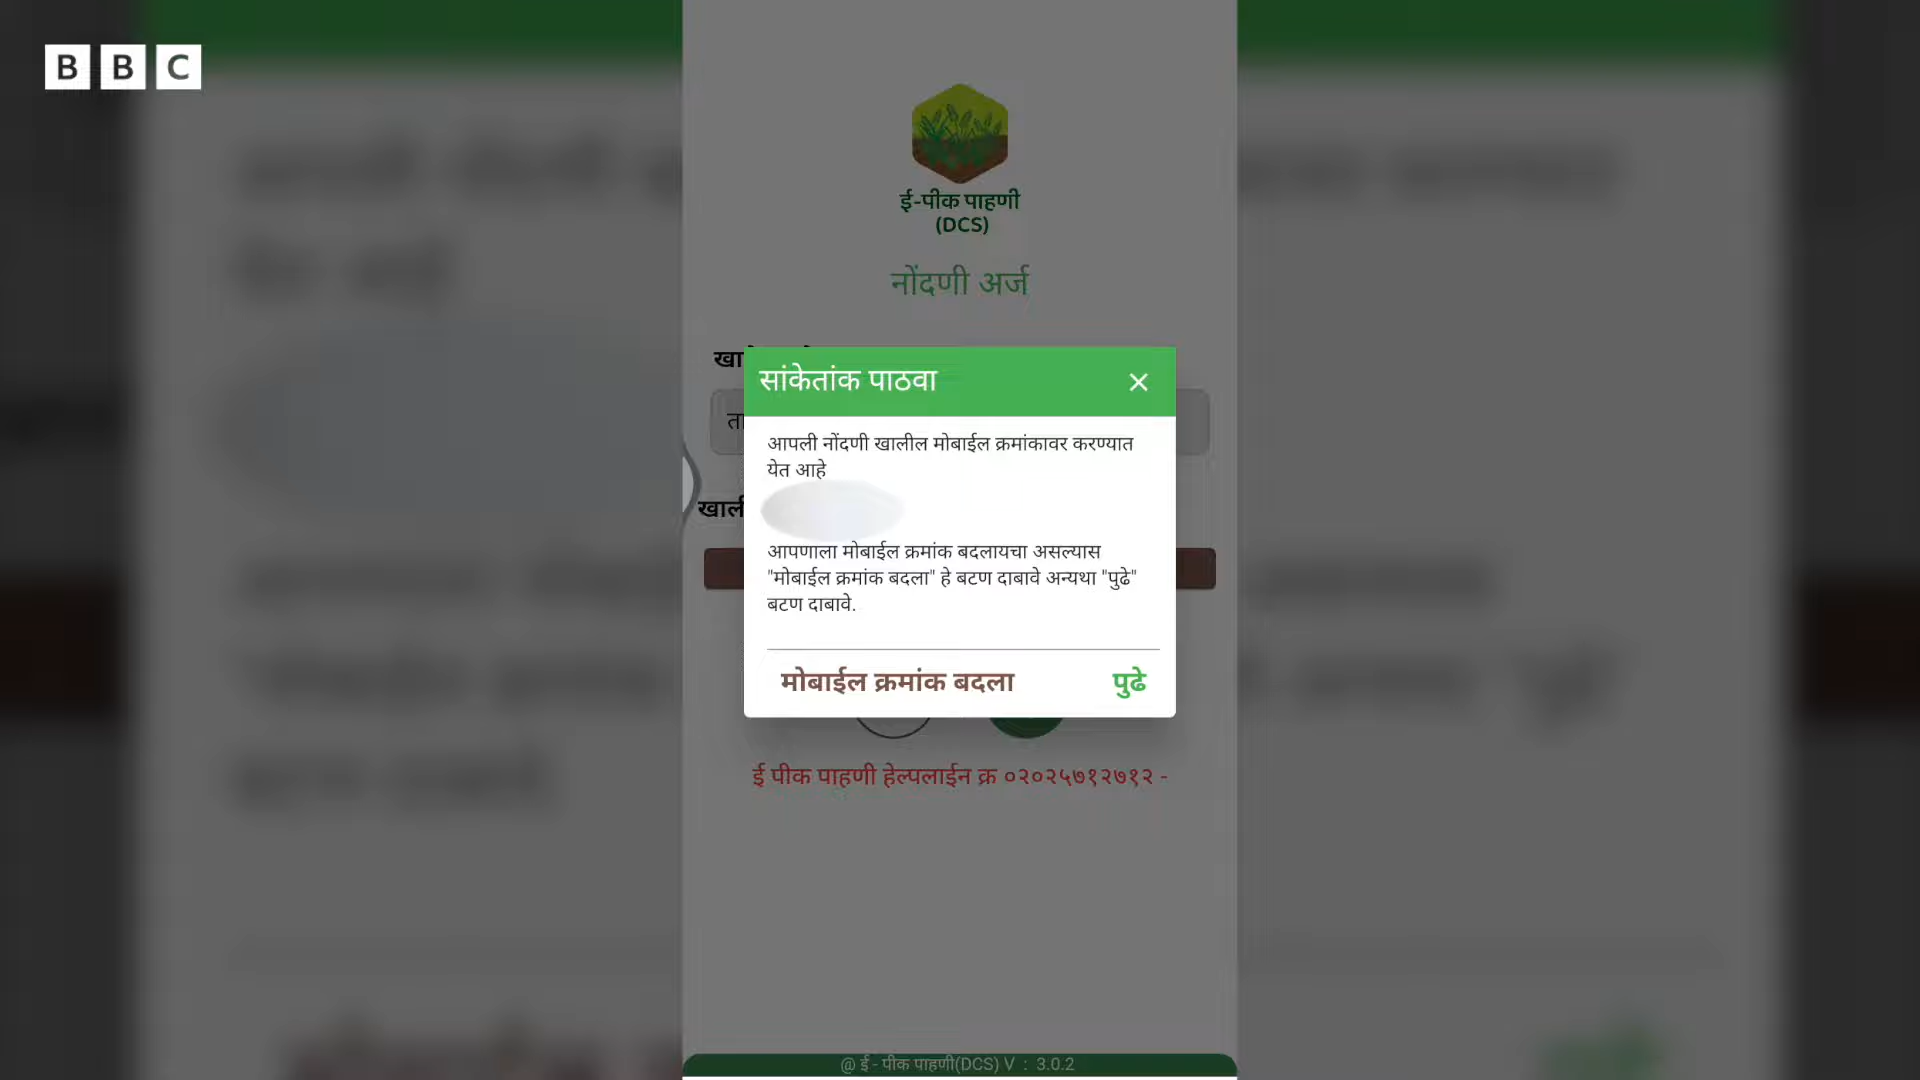 BBC
ई-पीक पाहणी
(DCS)
नोंदणी अर्ज
सांकेतांक पाठवा
आपली नोंदणी खालील मोबाईल क्रमांकावर करण्यात
येत आहे
आपणाला मोबाईल क्रमांक बदलायचा असल्यास
"मोबाईल क्रमांक बदला" हे बटण दाबावे अन्यथा "पुढे"
बटण दाबावे.
मोबाईल क्रमांक बदला पुढे
ई पीक पाहणी हेल्पलाईन क्र ०२०२५७१२७१२ -
@ ई - पीक पाहणी(DCS) V : 3.0.2